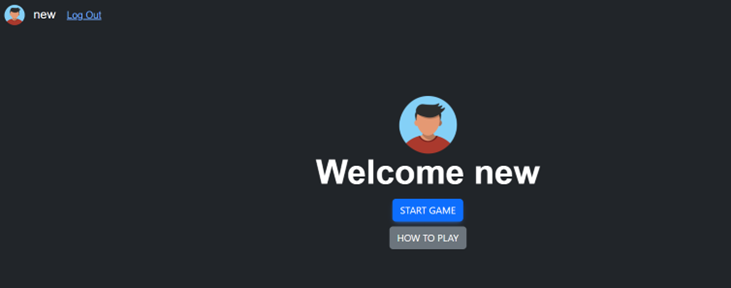 new Log Out
Welcome new
START GAME
HOW TO PLAY